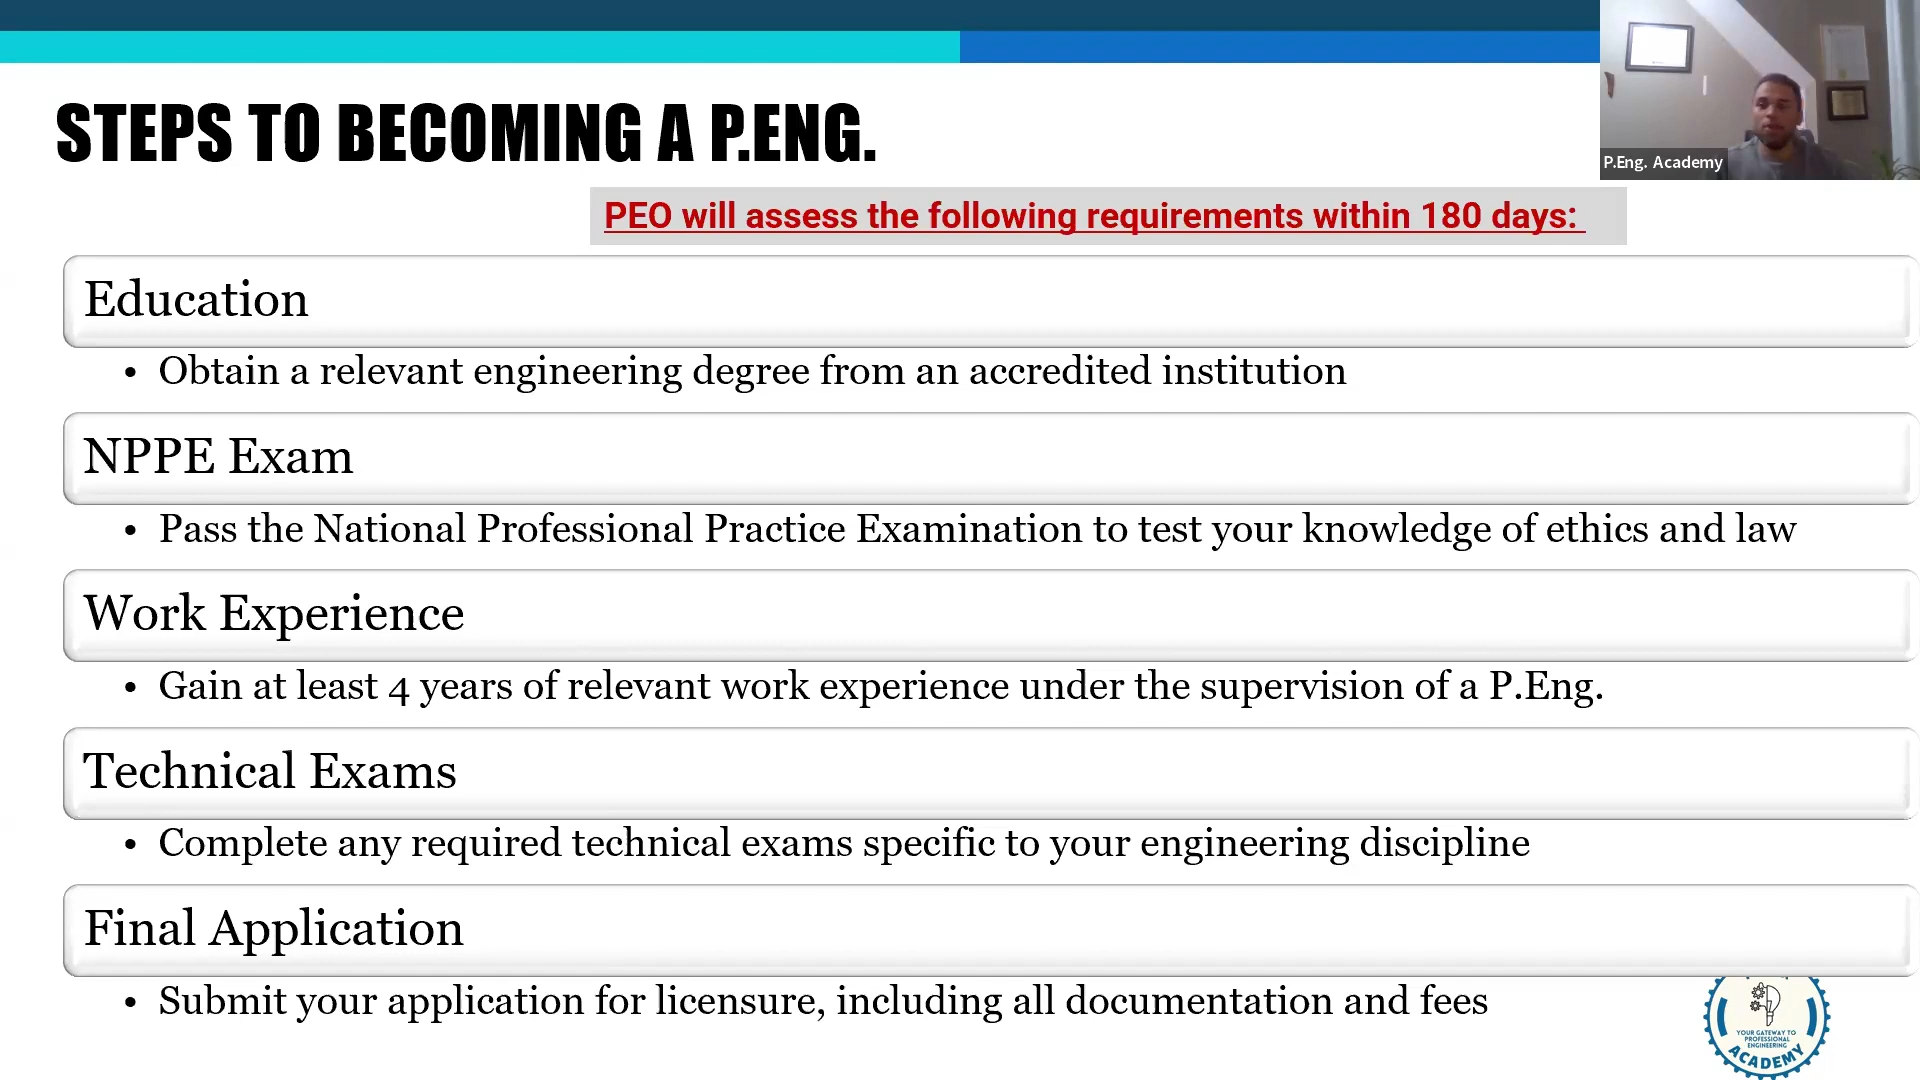 STEPS TO BECOMING A P.ENG.
P.Eng. Academy
PEO will assess the following requirements within 180 days:
Education
• Obtain a relevant engineering degree from an accredited institution
NPPE Exam
• Pass the National Professional Practice Examination to test your knowledge of ethics and law
Work Experience
• Gain at least 4 years of relevant work experience under the supervision of a P.Eng.
Technical Exams
• Complete any required technical exams specific to your engineering discipline
Final Application
• Submit your application for licensure, including all documentation and fees
YOUR GATEWAY TO
PROFESSIONAL
ENGINEERING
ACADEMY